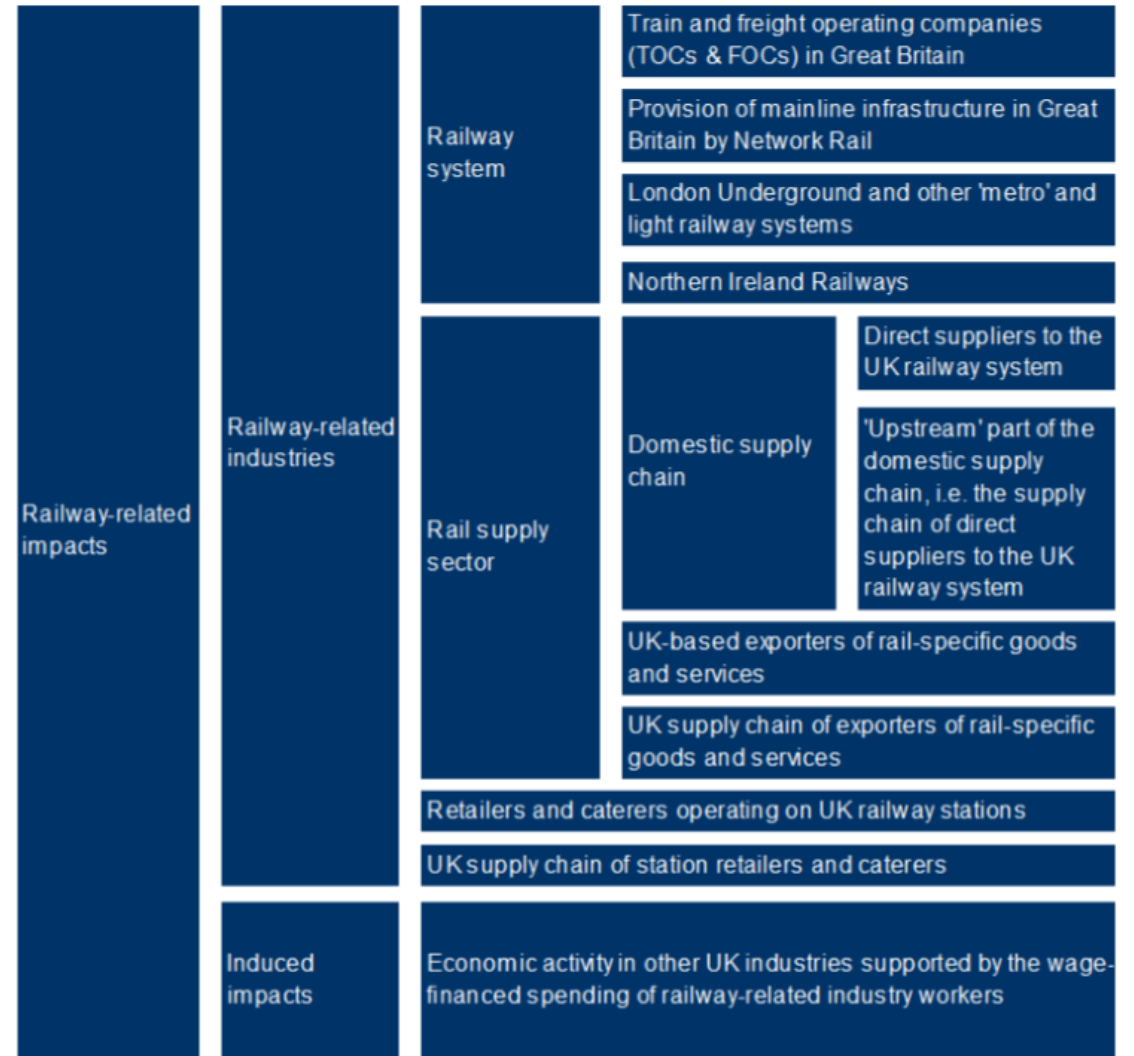 Railway-related
impacts
Railway-related
industries
Railway
system
Train and freight operating companies
(TOCs & FOCs) in Great Britain
Provision of mainline infrastructure in Great
Britain by Network Rail
London Underground and other 'metro' and
light railway systems
Northern Ireland Railways
Rail supply
sector
Domestic supply
chain
Direct suppliers to the
UK railway system
'Upstream' part of the
domestic supply
chain, i.e. the supply
chain of direct
suppliers to the UK
railway system
UK-based exporters of rail-specific goods
and services
UK supply chain of exporters of rail-specific
goods and services
Retailers and caterers operating on UK railway stations
UK supply chain of station retailers and caterers
Induced
impacts
Economic activity in other UK industries supported by the wage-
financed spending of railway-related industry workers